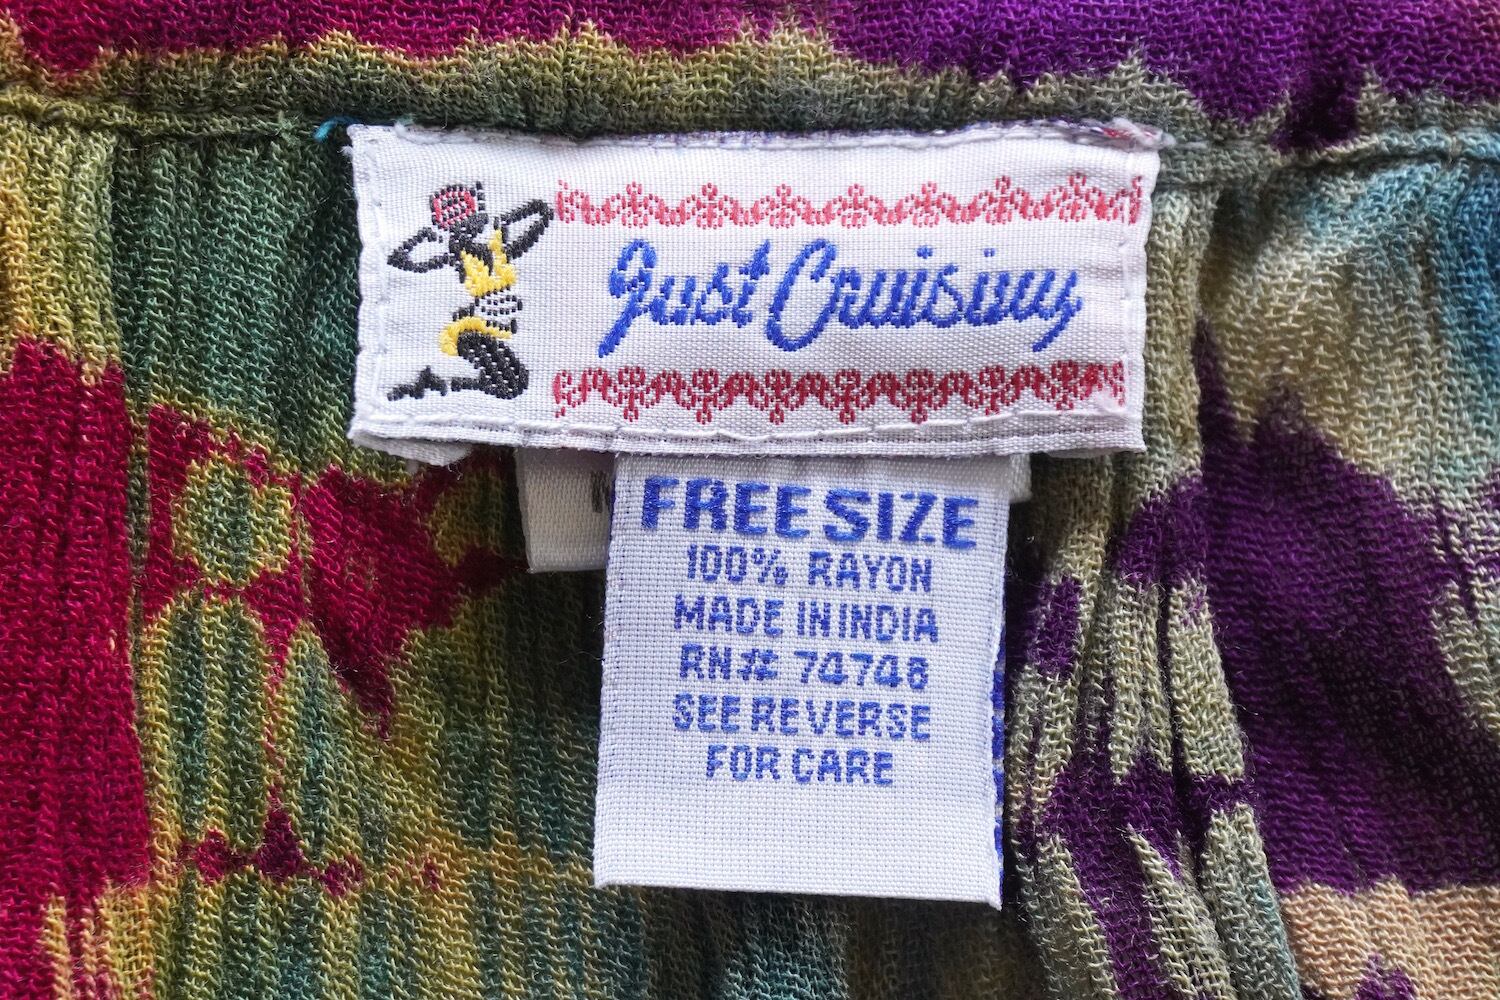 Just Cruising
FREE SIZE
100% RAYON
MADE IN INDIA
RN# 74748
SEE REVERSE
FOR CARE